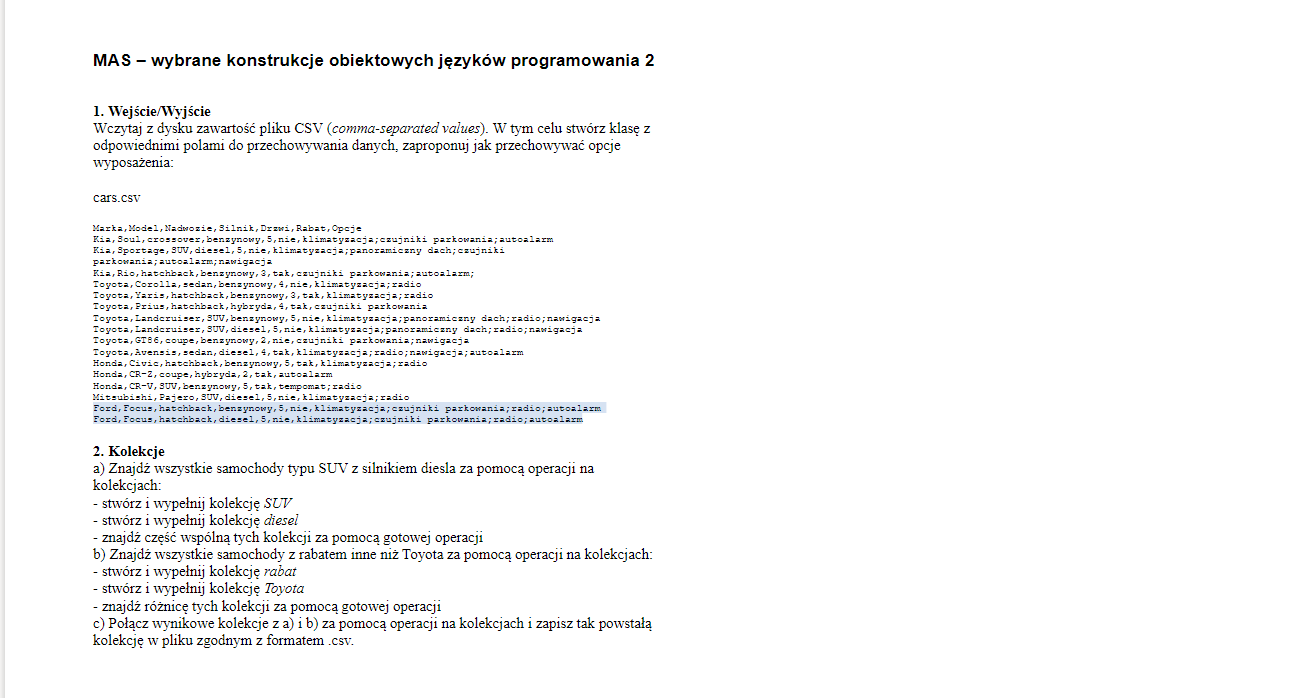 MAS – wybrane konstrukcje obiektowych języków programowania 2
1. Wejście/Wyjście
Wczytaj z dysku zawartość pliku CSV (comma-separated values). W tym celu stwórz klasę z
odpowiednimi polami do przechowywania danych, zaproponuj jak przechowywać opcje
wyposażenia:
cars.csv
Marka,Model,Nadwozie,Silnik,Drzwi,Rabat,Opcje
Kia,Soul,crossover,benzynowy,5,nie,klimatyzacja;czujniki parkowania;autoalarm
Kia,Sportage,SUV,diesel,5,nie,klimatyzacja;panoramiczny dach;czujniki
parkowania;autoalarm;nawigacja
Kia,Rio,hatchback,benzynowy,3,tak,czujniki parkowania;autoalarm;
Toyota,Corolla,sedan,benzynowy,4,nie,klimatyzacja;radio
Toyota,Yaris,hatchback,benzynowy,3,tak,klimatyzacja;radio
Toyota,Prius,hatchback,hybryda,4,tak,czujniki parkowania
Toyota,Landcruiser,SUV,benzynowy,5,nie,klimatyzacja;panoramiczny dach;radio;nawigacja
Toyota,Landcruiser,SUV,diesel,5,nie,klimatyzacja;panoramiczny dach;radio;nawigacja
Toyota,GT86,coupe,benzynowy,2,nie,czujniki parkowania;nawigacja
Toyota,Avensis,sedan,diesel,4,tak,klimatyzacja;radio;nawigacja;autoalarm
Honda,Civic,hatchback,benzynowy,5,tak,klimatyzacja;radio
Honda,CR-Z,coupe,hybryda,2,tak,autoalarm
Honda,CR-V,SUV,benzynowy,5,tak,tempomat;radio
Mitsubishi,Pajero,SUV,diesel,5,nie,klimatyzacja;radio
Ford,Focus,hatchback,benzynowy,5,nie,klimatyzacja;czujniki parkowania;radio;autoalarm
Ford,Focus,hatchback,diesel,5,nie,klimatyzacja;czujniki parkowania;radio;autoalarm
2. Kolekcje
a) Znajdź wszystkie samochody typu SUV z silnikiem diesla za pomocą operacji na
kolekcjach:
- stwórz i wypełnij kolekcję SUV
- stwórz i wypełnij kolekcję diesel
- znajdź część wspólną tych kolekcji za pomocą gotowej operacji
b) Znajdź wszystkie samochody z rabatem inne niż Toyota za pomocą operacji na kolekcjach:
- stwórz i wypełnij kolekcję rabat
- stwórz i wypełnij kolekcję Toyota
- znajdź różnicę tych kolekcji za pomocą gotowej operacji
c) Połącz wynikowe kolekcje z a) i b) za pomocą operacji na kolekcjach i zapisz tak powstałą
kolekcję w pliku zgodnym z formatem .csv.